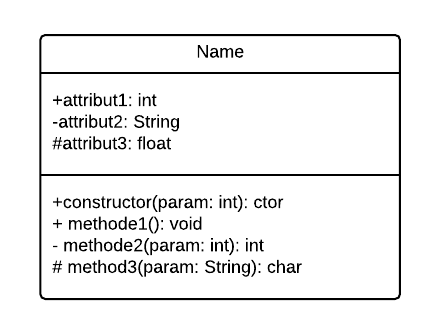 Name
+attribut1: int
-attribut2: String
#attribut3: float
+constructor(param: int): ctor
+ methode1(): void
- methode2(param: int): int
# method3(param: String): char